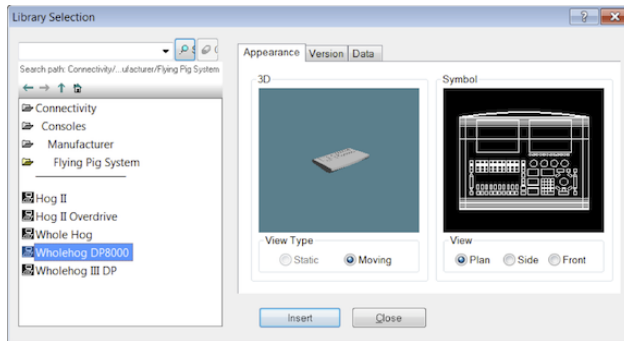 Library Selection
Search path: Connectivity/...ufacturer/Flying Pig System
Connectivity
Consoles
Manufacturer
Flying Pig System
Hog II
Hog II Overdrive
Whole Hog
Wholehog DP8000
Wholehog III DP
Appearance Version Data
3D
View Type
Static Moving
Symbol
View
Plan Side Front
Insert Close